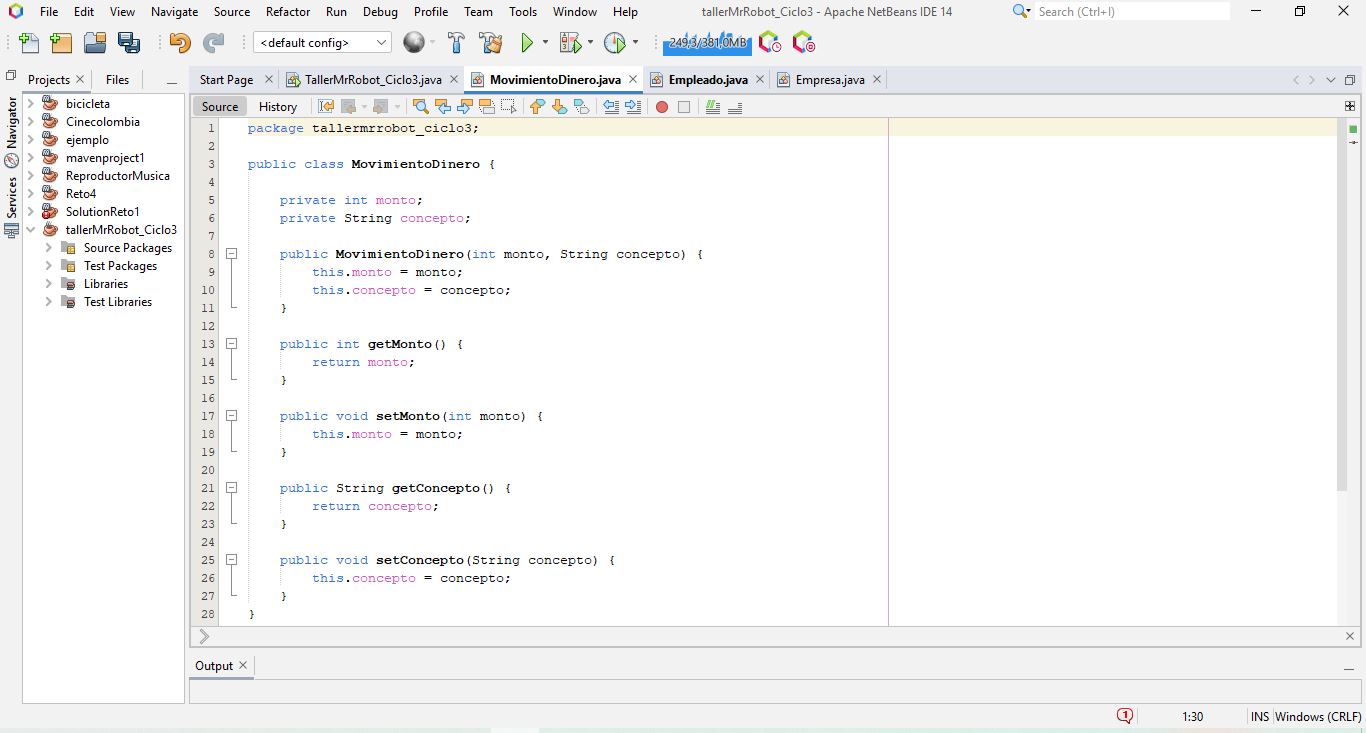 File Edit View Navigate Source Refactor Run Debug Profile Team Tools Window Help tallerMrRobot_Ciclo3 - Apache NetBeans IDE 14 Search (Ctrl+I)
<default config> 249,3/381,0MB
Projects Files Start Page TallerMrRobot_Ciclo3.java MovimientoDinero.java Empleado.java Empresa.java
Navigator
Services
bicicleta
Cinecolombia
ejemplo
mavenproject1
ReproductorMusica
Reto4
SolutionReto1
tallerMrRobot_Ciclo3
Source Packages
Test Packages
Libraries
Test Libraries
Source History
1 package tallermrrobot_ciclo3;
2
3 public class MovimientoDinero {
4
5 private int monto;
6 private String concepto;
7
8 public MovimientoDinero(int monto, String concepto) {
9 this.monto = monto;
10 this.concepto = concepto;
11 }
12
13 public int getMonto() {
14 return monto;
15 }
16
17 public void setMonto(int monto) {
18 this.monto = monto;
19 }
20
21 public String getConcepto() {
22 return concepto;
23 }
24
25 public void setConcepto(String concepto) {
26 this.concepto = concepto;
27 }
28 }
Output
1 1:30 INS Windows (CRLF)